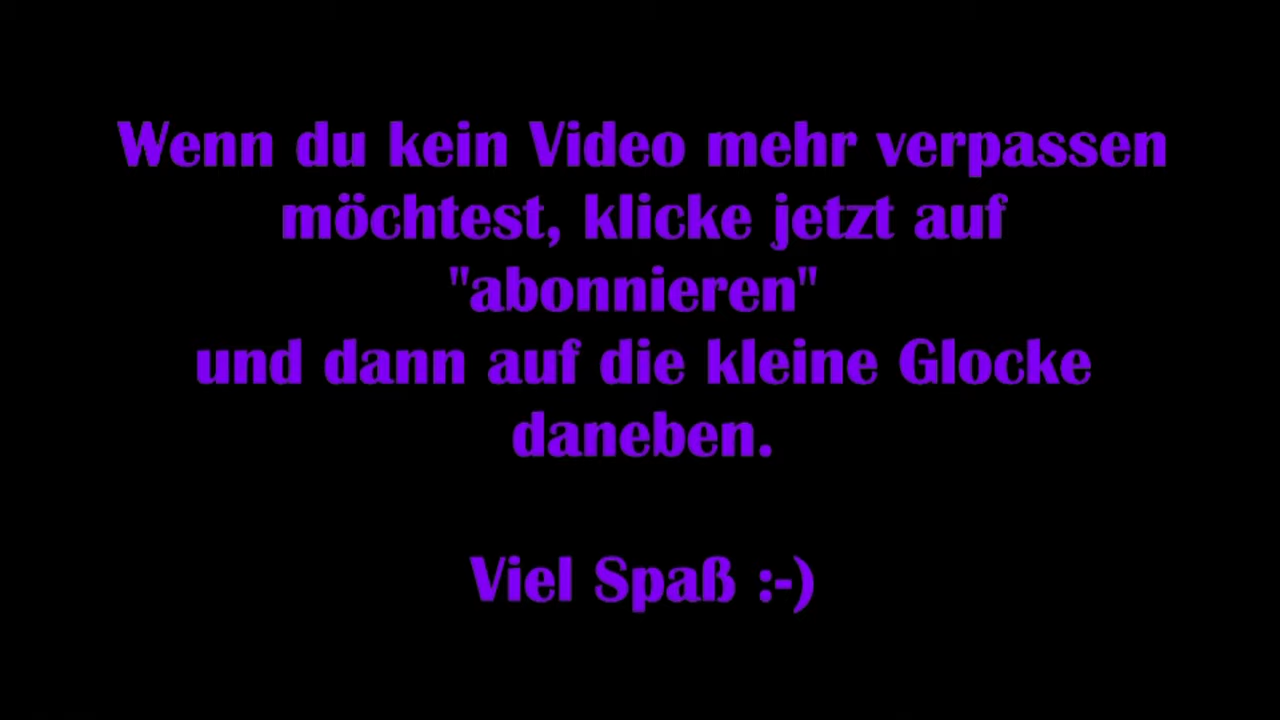 Wenn du kein Video mehr verpassen
möchtest, klicke jetzt auf
"abonnieren"
und dann auf die kleine Glocke
daneben.
Viel Spaß :-)